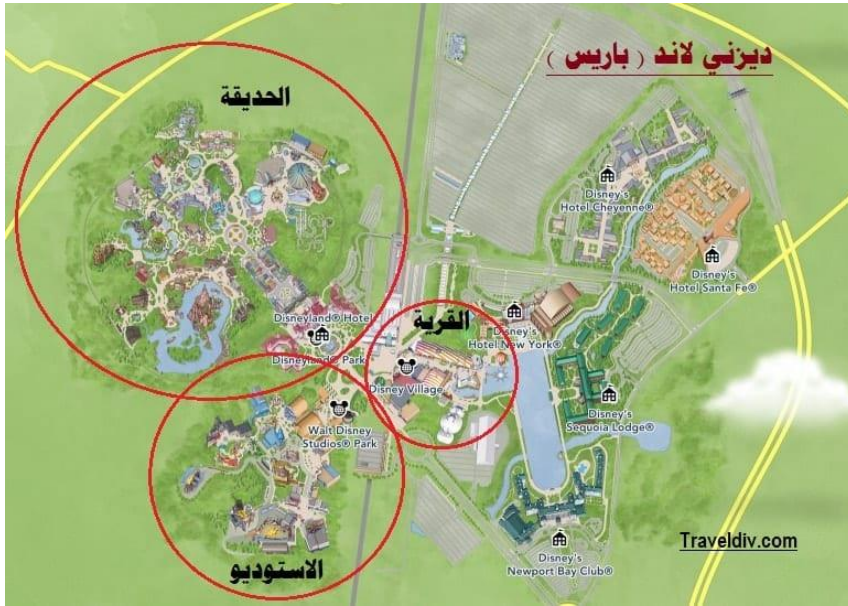 ديزني لاند ( باريس )
الحديقة
Disney's
Hotel Cheyenne®
Disney's
Hotel Santa Fe®
Disneyland® Hotel
القرية
Disney's
Hotel New York®
Disneyland® Park
Disney Village
Walt Disney
Studios® Park
Disney's
Sequoia Lodge®
الاستوديو
Disney's
Newport Bay Club®
Traveldiv.com